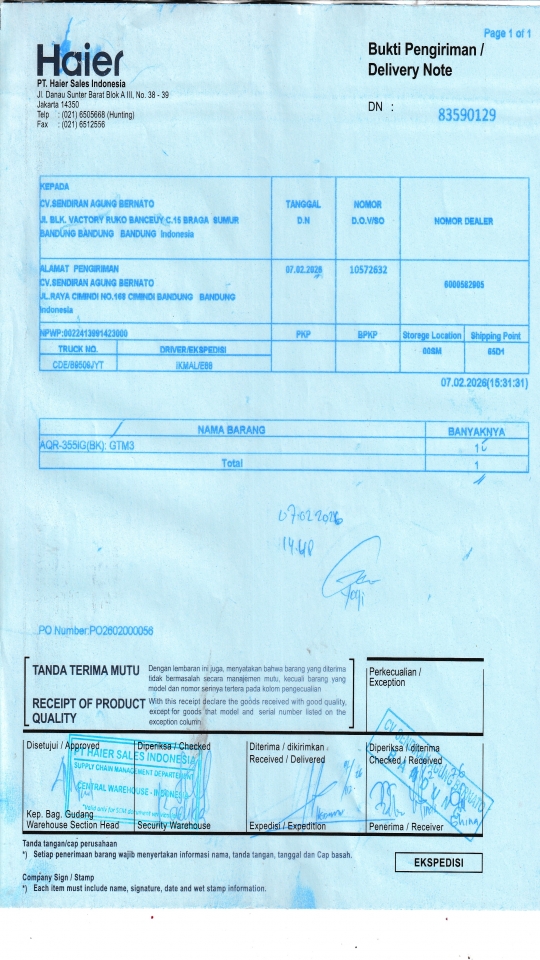 Page 1 of 1
Haier
Bukti Pengiriman /
Delivery Note
PT. Haier Sales Indonesia
Jl. Danau Sunter Barat Blok A III, No. 38 - 39
Jakarta 14350
Telp : (021) 6505668 (Hunting)
Fax : (021) 6512556
DN : 83590129
KEPADA
CV.SENDIRAN AGUNG BERNATO
JL BLK. VACTORY RUKO BANCEUY C.15 BRAGA SUMUR
BANDUNG BANDUNG BANDUNG Indonesia
TANGGAL
D.N
NOMOR
D.O.V/SO
NOMOR DEALER
ALAMAT PENGIRIMAN
CV.SENDIRAN AGUNG BERNATO
JL.RAYA CIMINDI NO.168 CIMINDI BANDUNG BANDUNG
Indonesia
07.02.2026
10572632
6000582905
NPWP:0022413991423000
PKP
BPKP
Storege Location
Shipping Point
TRUCK NO.
DRIVER/EKSPEDISI
00SM
65D1
CDE/B9506/YT
IKMAL/E88
07.02.2026(15:31:31)
NAMA BARANG
BANYAKNYA
AQR-355IG(BK): GTM3
1
Total
1
07.02.2026
PO Number:PO2602000056
TANDA TERIMA MUTU
Dengan lembaran ini juga, menyatakan bahwa barang yang diterima
tidak bermasalah secara manajemen mutu, kecuali barang yang
model dan nomor serinya tertera pada kolom pengecualian
RECEIPT OF PRODUCT
QUALITY
With this receipt declare the goods received with good quality,
except for goods that model and serial number listed on the
exception column
Perkecualian /
Exception
Disetujui / Approved
Diperiksa / Checked
Diterima / dikirimkan
Received / Delivered
Diperiksa / diterima
Checked / Received
PT HAIER SALES INDONESIA
SUPPLY CHAIN MANAGEMENT DEPARTEMENT
CENTRAL WAREHOUSE - INDONESIA
Kep. Bag. Gudang
Warehouse Section Head
Security Warehouse
Expedisi / Expedition
Penerima / Receiver
Tanda tangan/cap perusahaan
*) Setiap penerimaan barang wajib menyertakan informasi nama, tanda tangan, tanggal dan Cap basah.
EKSPEDISI
Company Sign / Stamp
*) Each item must include name, signature, date and wet stamp information.